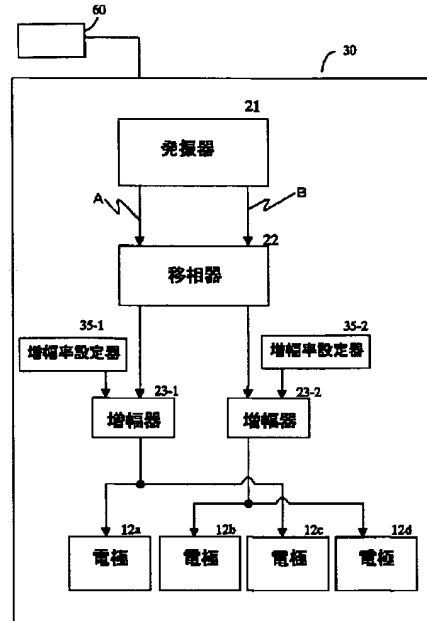 60
30
21
発振器
A
B
22
移相器
35-1
35-2
増幅率設定器
増幅率設定器
23-1
23-2
増幅器
増幅器
12a
12b
12c
12d
電極
電極
電極
電極